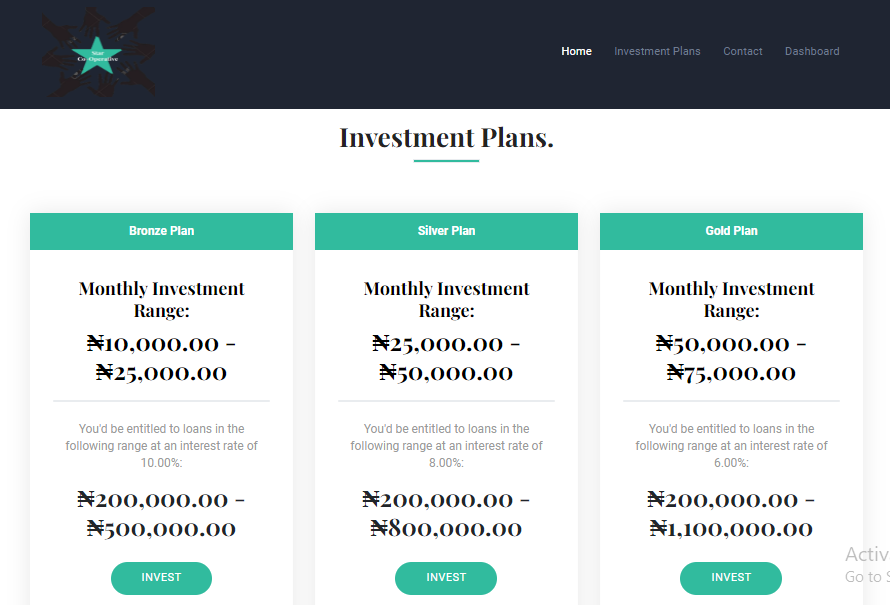 Star
Co-Operative
Home Investment Plans Contact Dashboard
Investment Plans.
Bronze Plan
Monthly Investment
Range:
₦10,000.00 -
₦25,000.00
You'd be entitled to loans in the
following range at an interest rate of
10.00%:
₦200,000.00 -
₦500,000.00
INVEST
Silver Plan
Monthly Investment
Range:
₦25,000.00 -
₦50,000.00
You'd be entitled to loans in the
following range at an interest rate of
8.00%:
₦200,000.00 -
₦800,000.00
INVEST
Gold Plan
Monthly Investment
Range:
₦50,000.00 -
₦75,000.00
You'd be entitled to loans in the
following range at an interest rate of
6.00%:
₦200,000.00 -
₦1,100,000.00
INVEST
Activ
Go to S